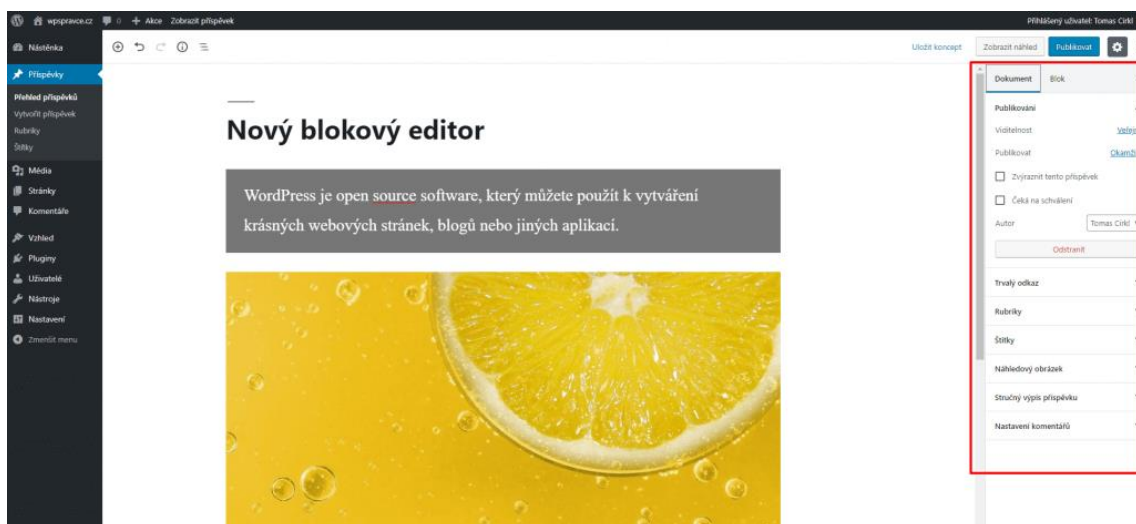 wpspravce.cz 0 + Akce Zobrazit příspěvek Přihlášený uživatel: Tomas Cirkl
Nástěnka
Uložit koncept Zobrazit náhled Publikovat
Příspěvky
Přehled příspěvků
Vytvořit příspěvek
Rubriky
Štítky
Média
Stránky
Komentáře
Vzhled
Pluginy
Uživatelé
Nástroje
Nastavení
Zmenšit menu
Nový blokový editor
WordPress je open source software, který můžete použít k vytváření
krásných webových stránek, blogů nebo jiných aplikací.
Dokument Blok
Publikování
Viditelnost Veřej
Publikovat Okamži
Zvýraznit tento příspěvek
Čeká na schválení
Autor Tomas Cirkl
Odstranit
Trvalý odkaz
Rubriky
Štítky
Náhledový obrázek
Stručný výpis příspěvku
Nastavení komentářů